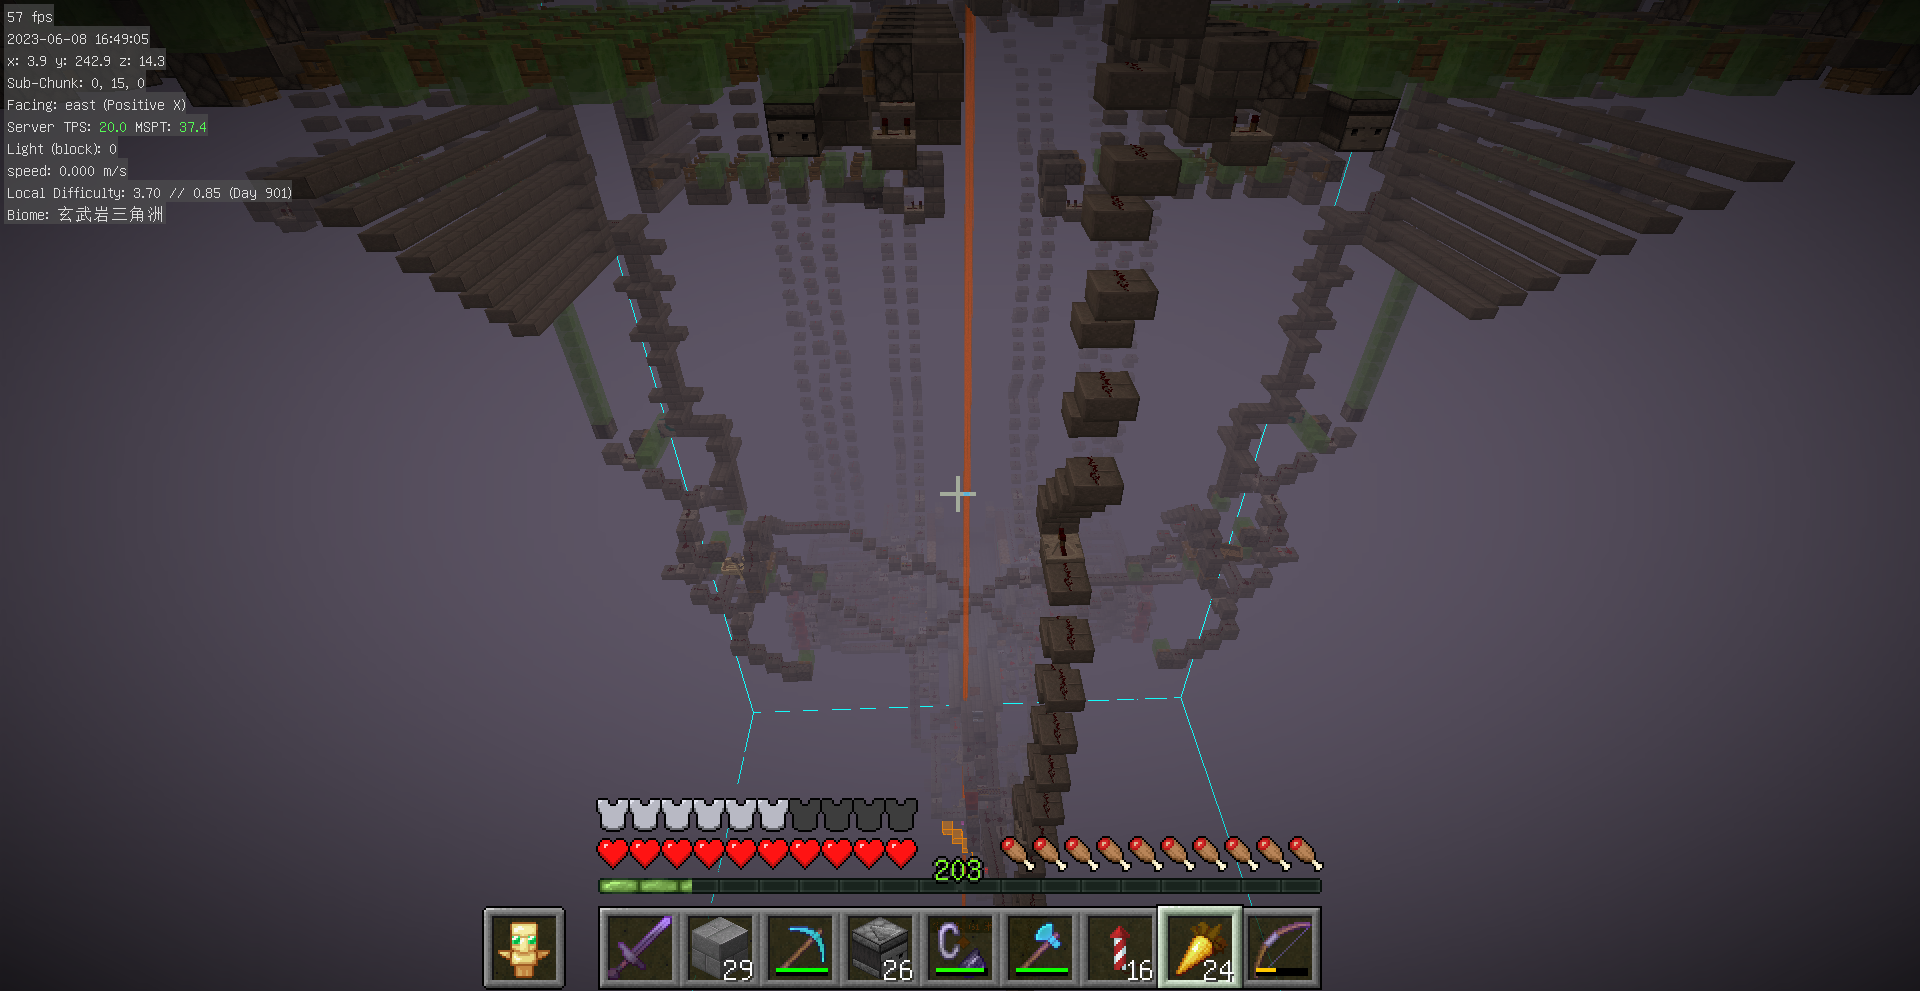 57 fps
2023-06-08 16:49:05
x: 3.9 y: 242.9 z: 14.3
Sub-Chunk: 0, 15, 0
Facing: east (Positive X)
Server TPS: 20.0 MSPT: 37.4
Light (block): 0
speed: 0.000 m/s
Local Difficulty: 3.70 // 0.85 (Day 901)
Biome: 玄武岩三角洲
203
29
26
16
24